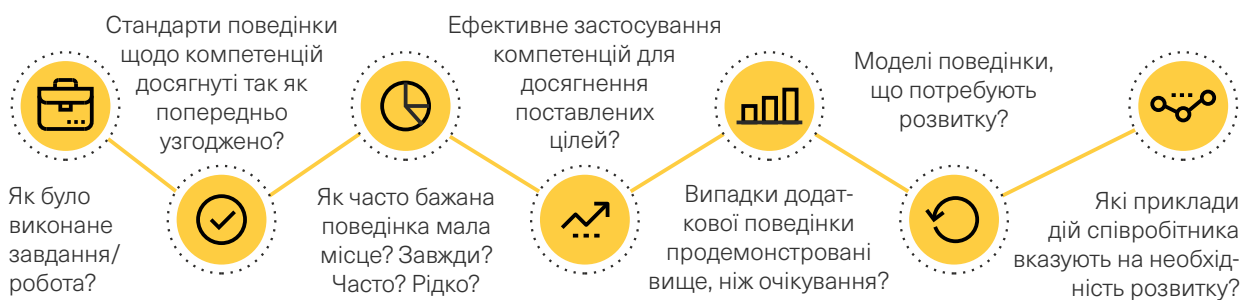 Як було
виконане
завдання/
робота?
Стандарти поведінки
щодо компетенцій
досягнуті так як
попередньо
узгоджено?
Як часто бажана
поведінка мала
місце? Завжди?
Часто? Рідко?
Ефективне застосування
компетенцій для
досягнення
поставлених
цілей?
Випадки додат-
кової поведінки
продемонстровані
вище, ніж очікування?
Моделі поведінки,
що потребують
розвитку?
Які приклади
дій співробітника
вказують на необхід-
ність розвитку?